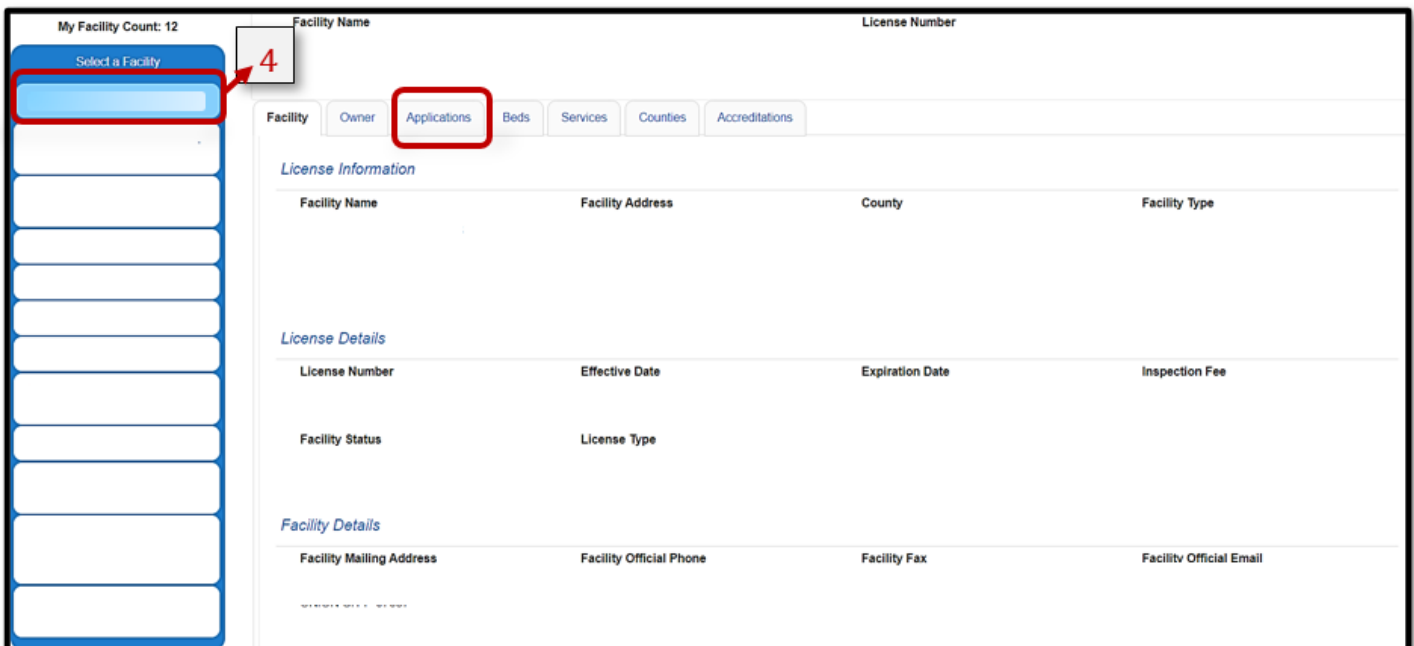 My Facility Count: 12
Select a Facility
4
Facility Name License Number
Facility Owner Applications Beds Services Counties Accreditations
License Information
Facility Name Facility Address County Facility Type
License Details
License Number Effective Date Expiration Date Inspection Fee
Facility Status License Type
Facility Details
Facility Mailing Address Facility Official Phone Facility Fax Facility Official Email